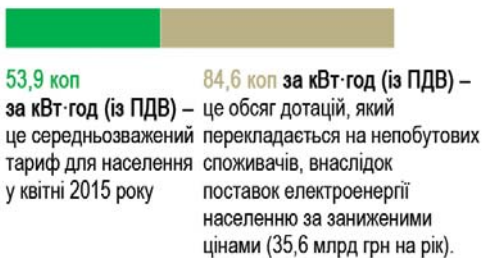 53,9 коп
за кВт·год (із ПДВ) –
це середньозважений
тариф для населення
у квітні 2015 року
84,6 коп за кВт·год (із ПДВ) –
це обсяг дотацій, який
перекладається на непобутових
споживачів, внаслідок
поставок електроенергії
населенню за заниженими
цінами (35,6 млрд грн на рік).